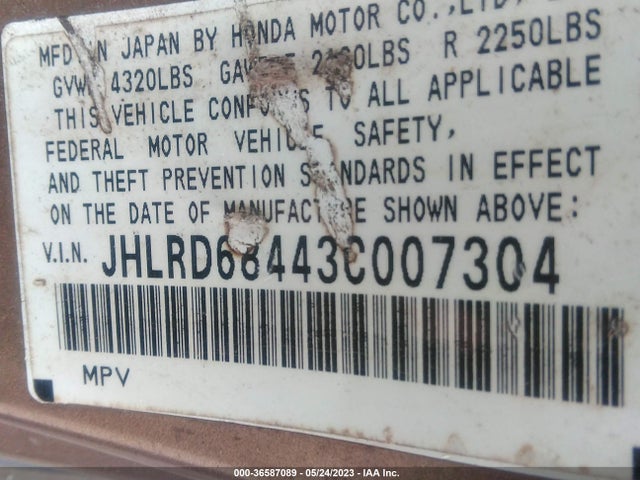 MFD IN JAPAN BY HONDA MOTOR CO.,LTD,
4320LBS R 2250LBS
THIS VEHICLE CONFORMS TO ALL APPLICABLE
FEDERAL MOTOR VEHICLE SAFETY,
AND THEFT PREVENTION STANDARDS IN EFFECT
ON THE DATE OF MANUFACTURE SHOWN ABOVE:
V.I.N. JHLRD68443C007304
MPV
000-36587089 - 05/24/2023 - IAA Inc.